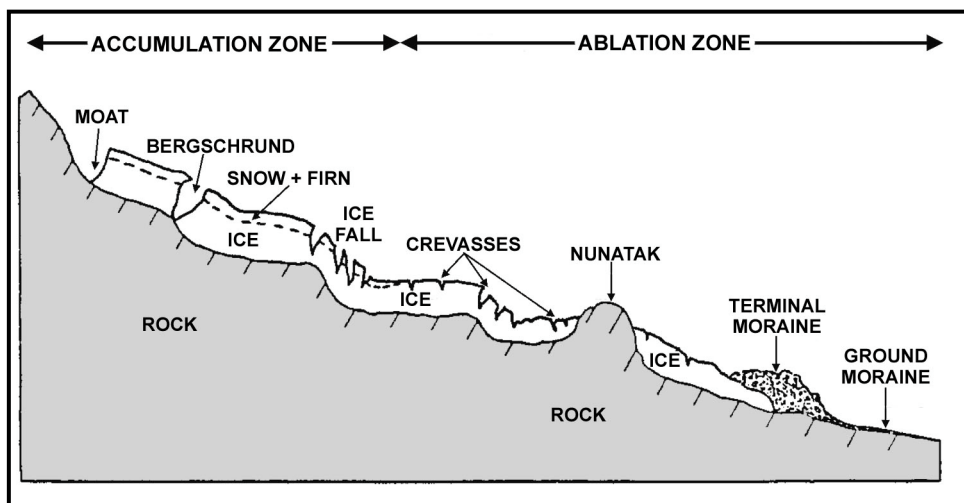 ACCUMULATION ZONE
ABLATION ZONE
MOAT
BERGSCHRUND
SNOW + FIRN
ICE
ICE
FALL
CREVASSES
ICE
NUNATAK
TERMINAL
MORAINE
ICE
GROUND
MORAINE
ROCK
ROCK